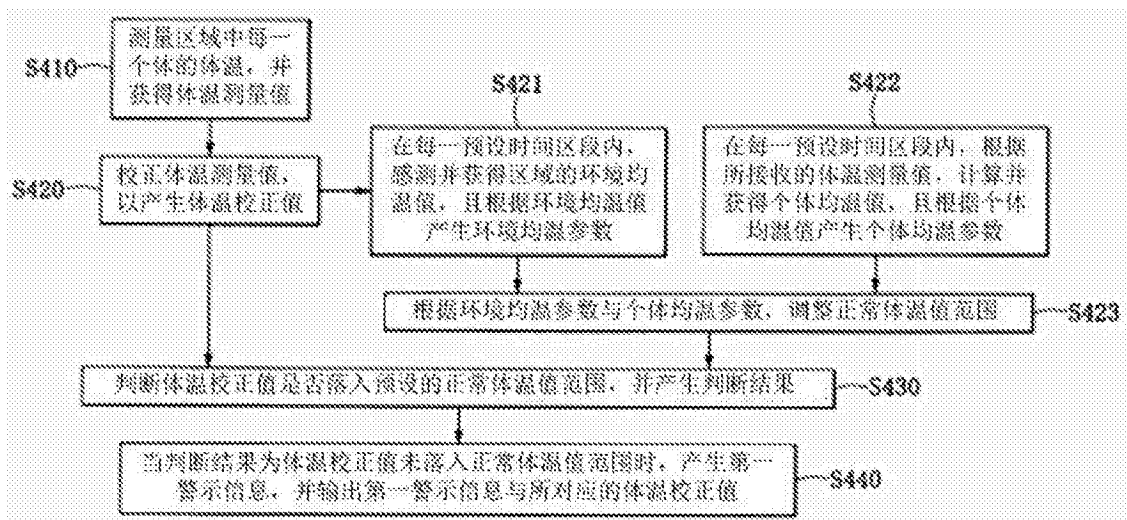 S410
测量区域中每一
个体的体温，并
获得体温测量值
S420
校正体温测量值，
以产生体温校正值
S421
在每一预设时间区段内，
感测并获得区域的环境均
温值，且根据环境均温值
产生环境均温参数
S422
在每一预设时间区段内，根据
所接收的体温测量值，计算并
获得个体均温值，且根据个体
均温值产生个体均温参数
根据环境均温参数与个体均温参数，调整正常体温值范围
S423
判断体温校正值是否落入预设的正常体温值范围，并产生判断结果
S430
当判断结果为体温校正值未落入正常体温值范围时，产生第一
警示信息，并输出第一警示信息与所对应的体温校正值
S440